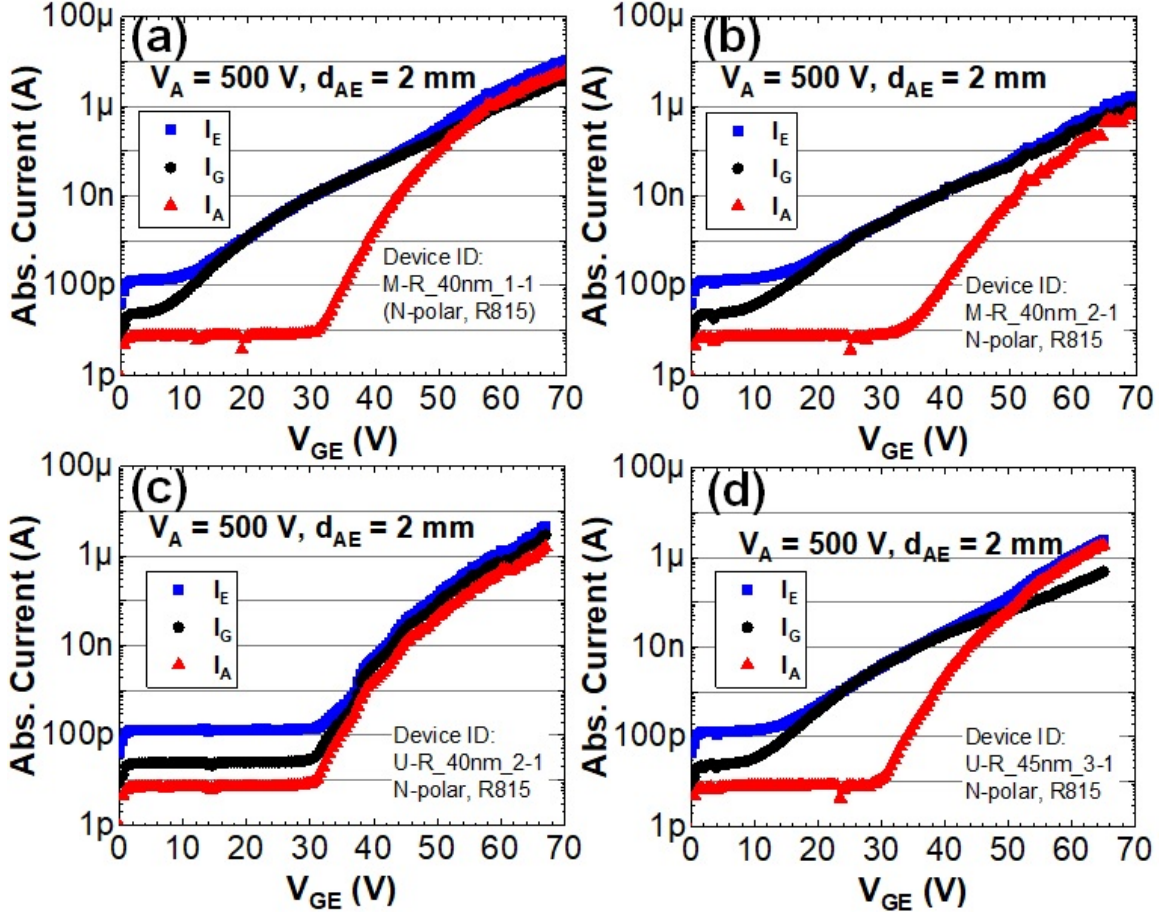 (a)
V_A = 500 V, d_AE = 2 mm
Abs. Current (A)
100µ
1µ
10n
100p
1p
I_E
I_G
I_A
Device ID:
M-R_40nm_1-1
(N-polar, R815)
0 10 20 30 40 50 60 70
V_GE (V)
(b)
V_A = 500 V, d_AE = 2 mm
Abs. Current (A)
100µ
1µ
10n
100p
1p
I_E
I_G
I_A
Device ID:
M-R_40nm_2-1
N-polar, R815
0 10 20 30 40 50 60 70
V_GE (V)
(c)
V_A = 500 V, d_AE = 2 mm
Abs. Current (A)
100µ
1µ
10n
100p
1p
I_E
I_G
I_A
Device ID:
U-R_40nm_2-1
N-polar, R815
0 10 20 30 40 50 60 70
V_GE (V)
(d)
V_A = 500 V, d_AE = 2 mm
Abs. Current (A)
100µ
1µ
10n
100p
1p
I_E
I_G
I_A
Device ID:
U-R_45nm_3-1
N-polar, R815
0 10 20 30 40 50 60 70
V_GE (V)